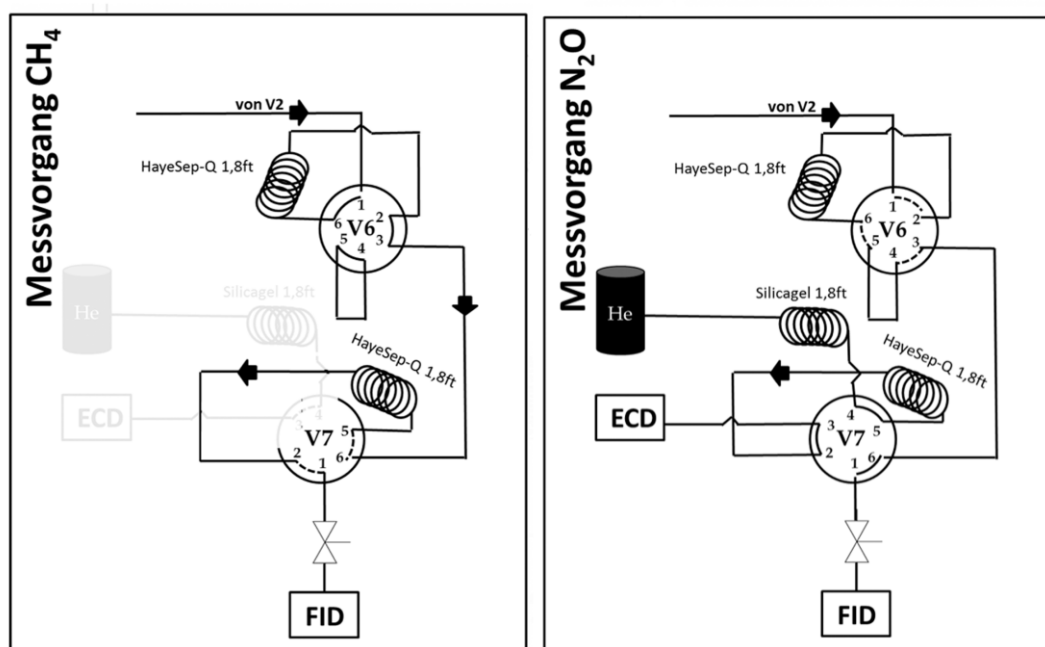 Messvorgang CH₄
von V2
HayeSep-Q 1,8ft
1
6
2
V6
5
3
4
He
Silicagel 1,8ft
HayeSep-Q 1,8ft
ECD
3
4
5
V7
2
1
6
FID
Messvorgang N₂O
von V2
HayeSep-Q 1,8ft
1
6
2
V6
5
3
4
He
Silicagel 1,8ft
HayeSep-Q 1,8ft
ECD
4
3
5
V7
2
6
1
FID